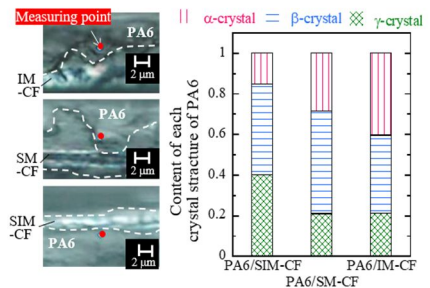 Measuring point
PA6
IM
-CF
2 μm
PA6
SM
-CF
2 μm
SIM
-CF
PA6
2 μm
α-crystal β-crystal γ-crystal
Content of each
crystal stracture of PA6
1
0.8
0.6
0.4
0.2
0
PA6/SIM-CF PA6/IM-CF
PA6/SM-CF